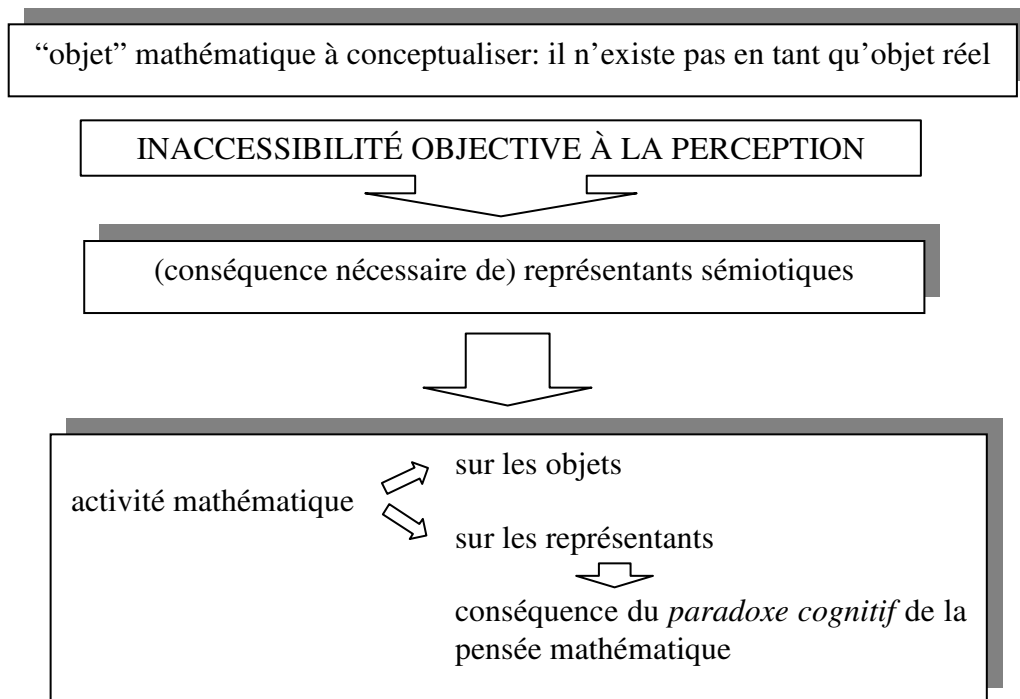 “objet” mathématique à conceptualiser: il n’existe pas en tant qu’objet réel
INACCESSIBILITÉ OBJECTIVE À LA PERCEPTION
(conséquence nécessaire de) représentants sémiotiques
sur les objets
activité mathématique
sur les représentants
conséquence du paradoxe cognitif de la
pensée mathématique